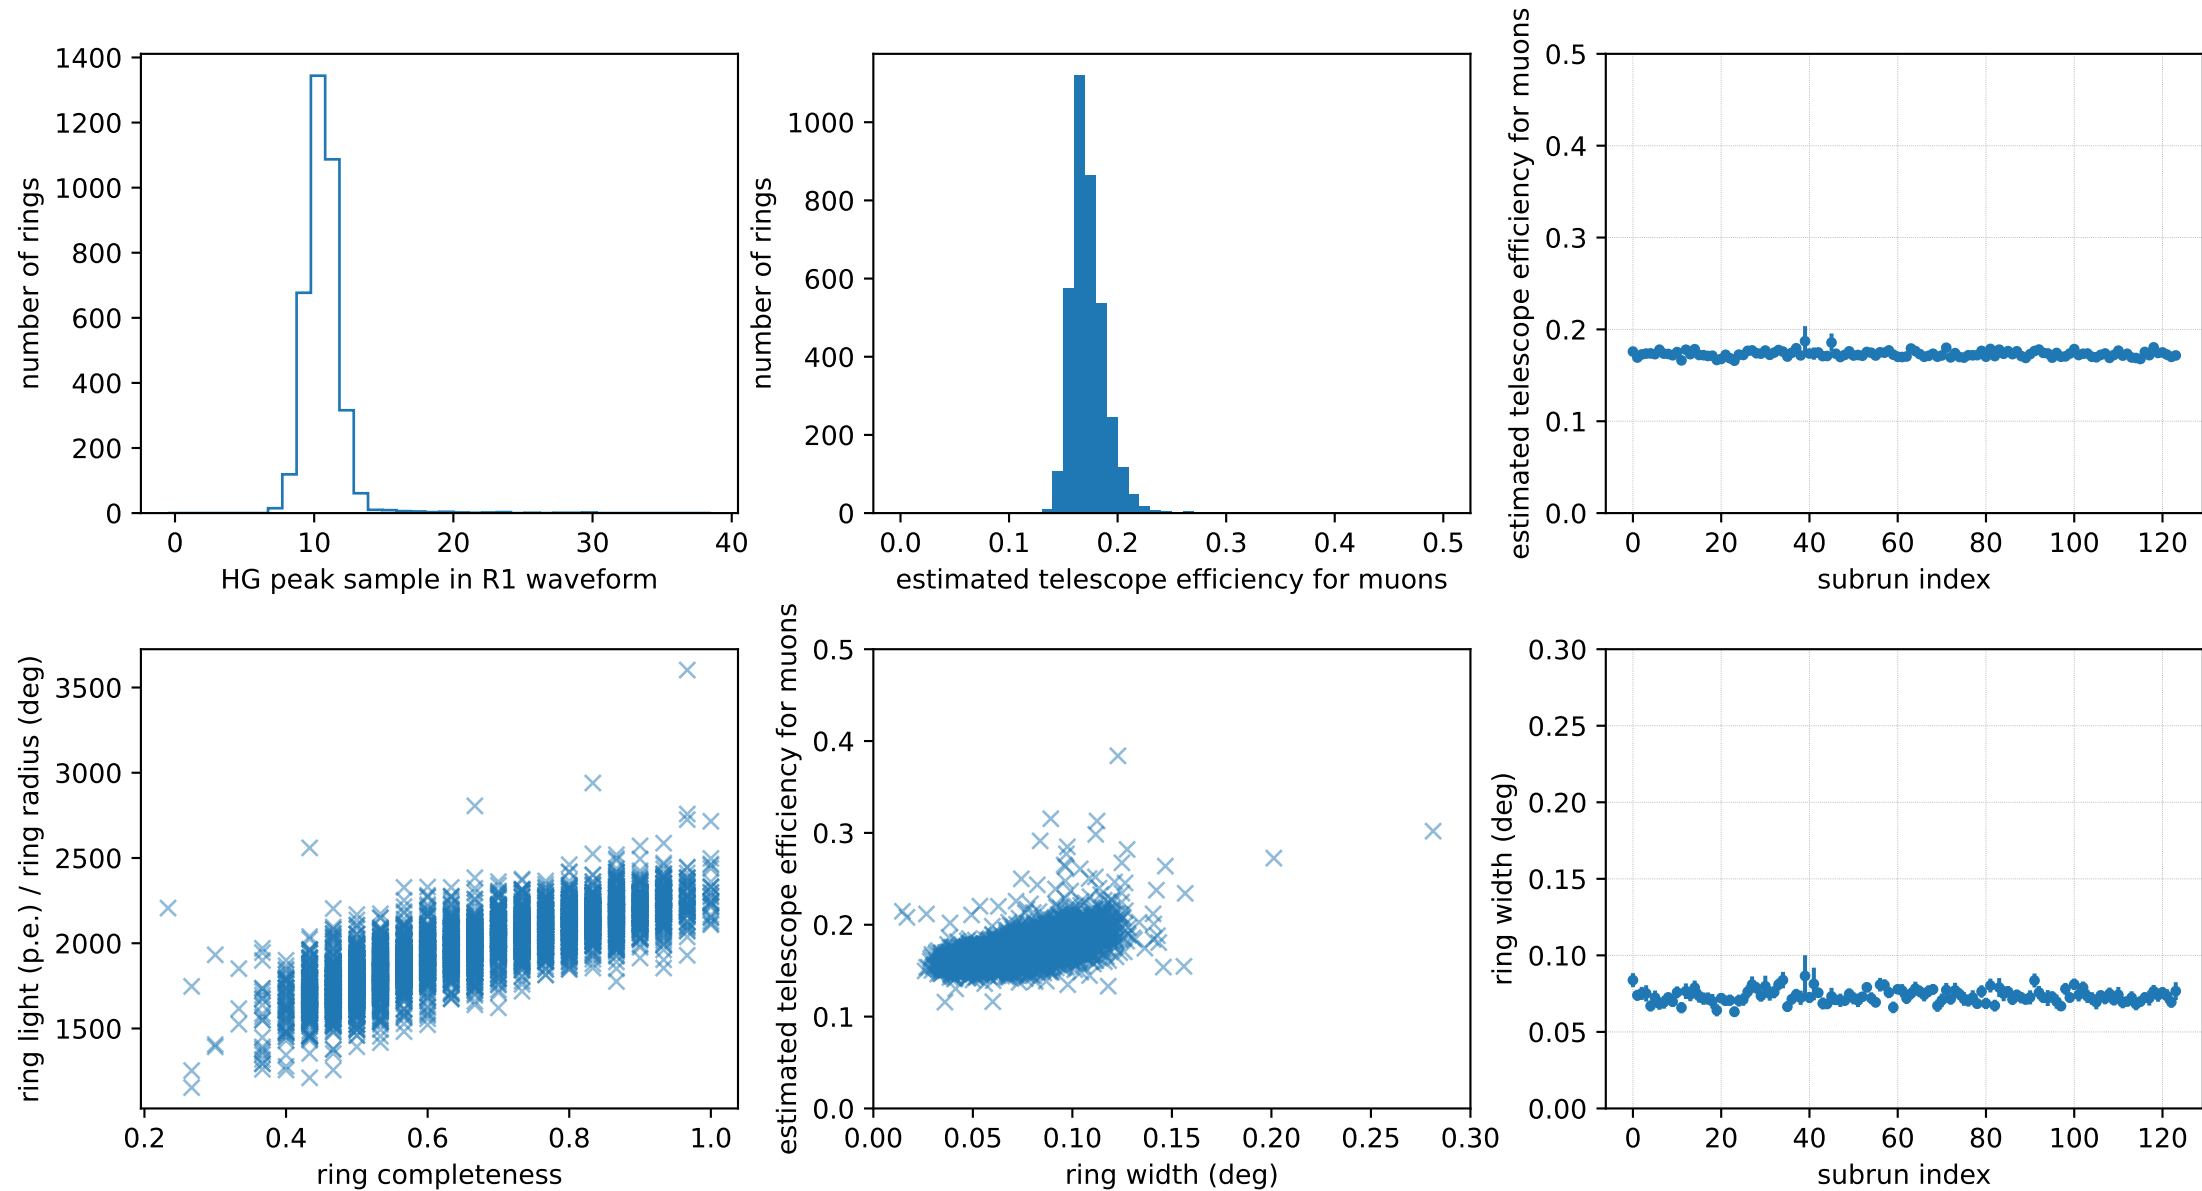 1400
1200
1000
800
600
400
200
0
number of rings
0 10 20 30 40
HG peak sample in R1 waveform
1000
800
600
400
200
0
number of rings
0.0 0.1 0.2 0.3 0.4 0.5
estimated telescope efficiency for muons
0.5
0.4
0.3
0.2
0.1
0.0
estimated telescope efficiency for muons
0 20 40 60 80 100 120
subrun index
3500
3000
2500
2000
1500
ring light (p.e.) / ring radius (deg)
0.2 0.4 0.6 0.8 1.0
ring completeness
0.5
0.4
0.3
0.2
0.1
0.0
estimated telescope efficiency for muons
0.00 0.05 0.10 0.15 0.20 0.25 0.30
ring width (deg)
0.30
0.25
0.20
0.15
0.10
0.05
0.00
ring width (deg)
0 20 40 60 80 100 120
subrun index